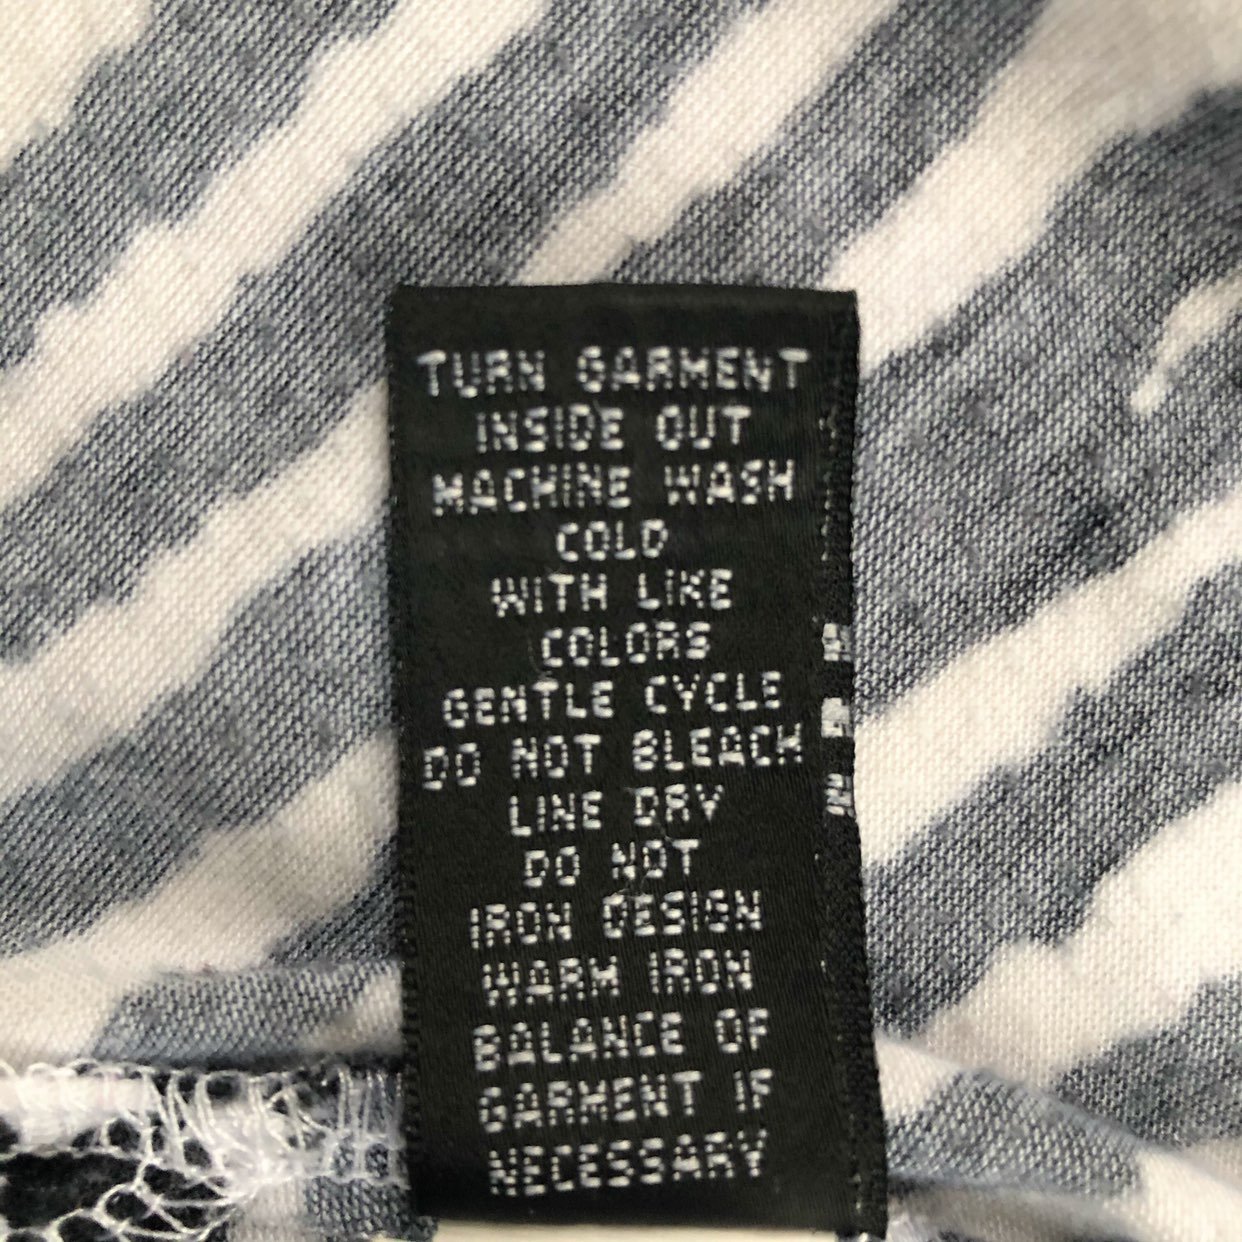 TURN GARMENT
INSIDE OUT
MACHINE WASH
COLD
WITH LIKE
COLORS
GENTLE CYCLE
DO NOT BLEACH
LINE DRY
DO NOT
IRON DESIGN
WARM IRON
BALANCE OF
GARMENT IF
NECESSARY